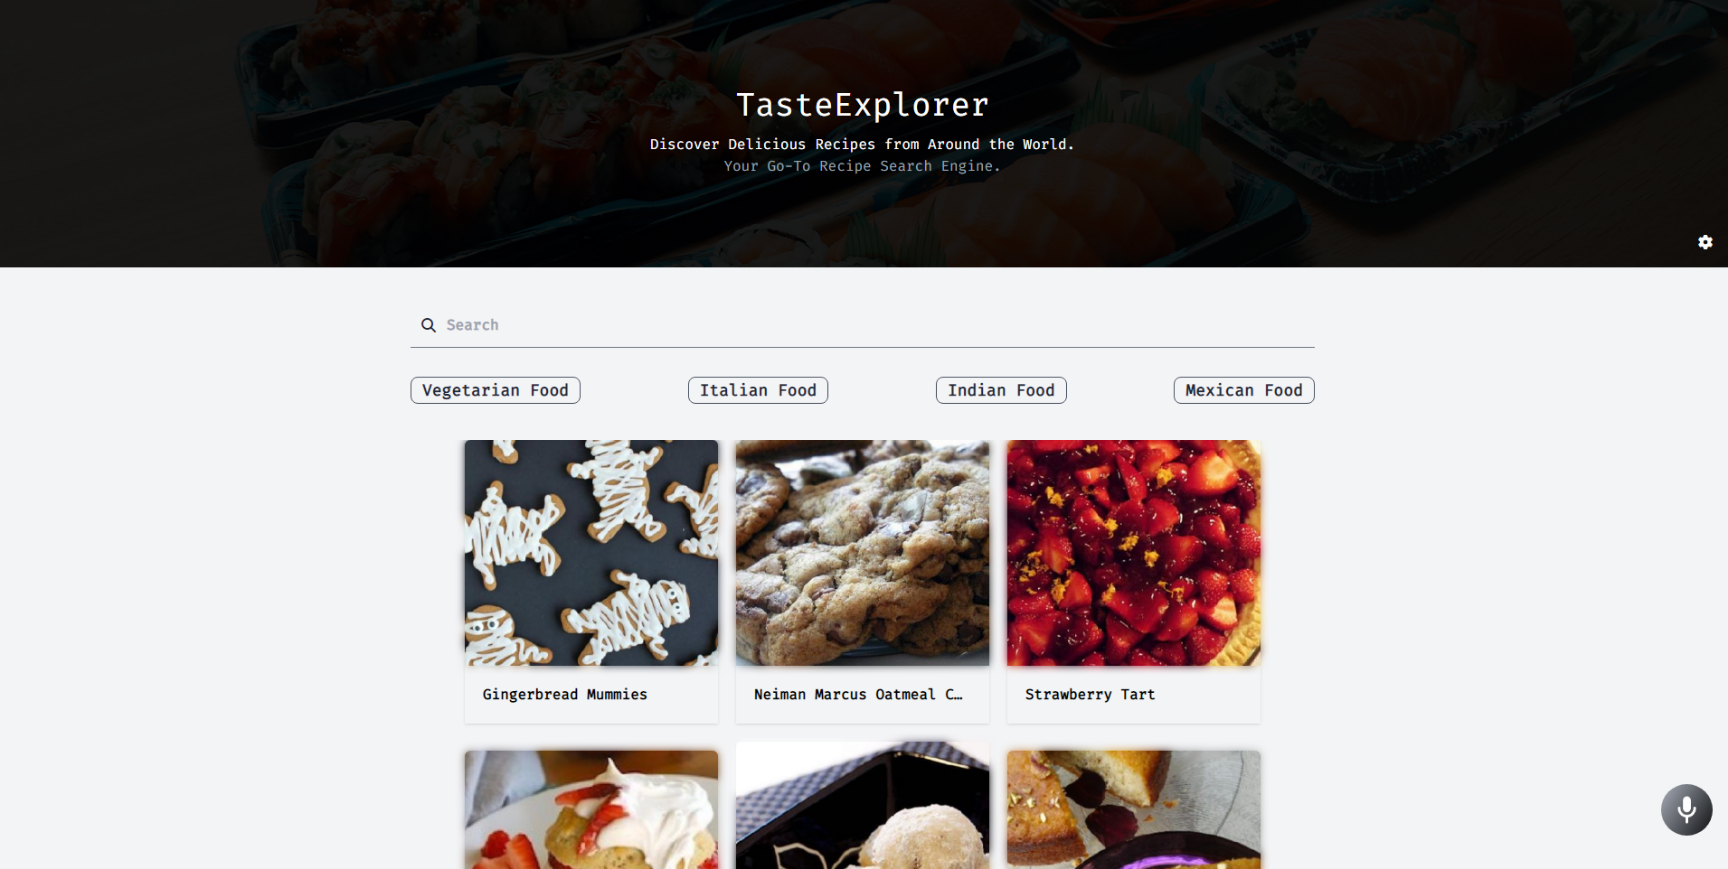 TasteExplorer
Discover Delicious Recipes from Around the World.
Your Go-To Recipe Search Engine.
Search
Vegetarian Food
Italian Food
Indian Food
Mexican Food
Gingerbread Mummies
Neiman Marcus Oatmeal C…
Strawberry Tart